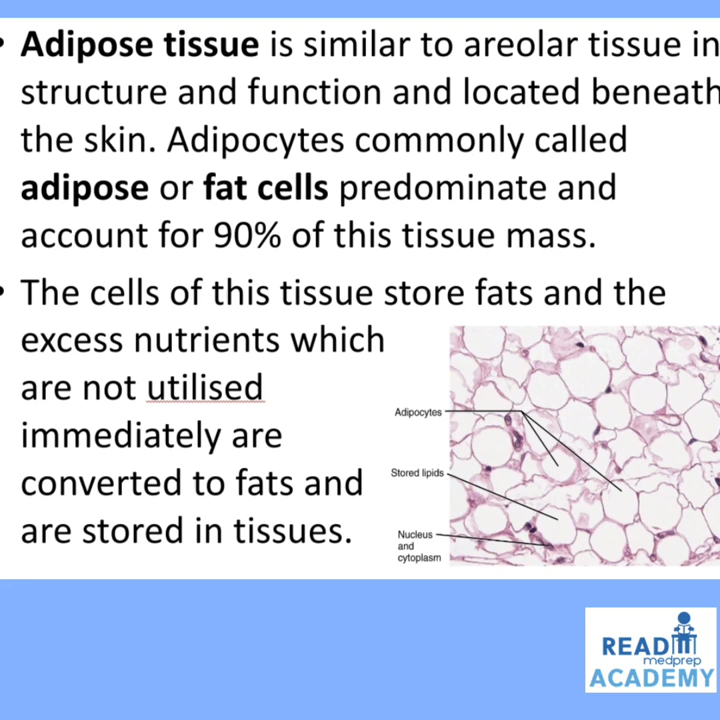 • Adipose tissue is similar to areolar tissue in
structure and function and located beneath
the skin. Adipocytes commonly called
adipose or fat cells predominate and
account for 90% of this tissue mass.
• The cells of this tissue store fats and the
excess nutrients which
are not utilised
immediately are
converted to fats and
are stored in tissues.
Adipocytes
Stored lipids
Nucleus
and
cytoplasm
READ
medprep
ACADEMY